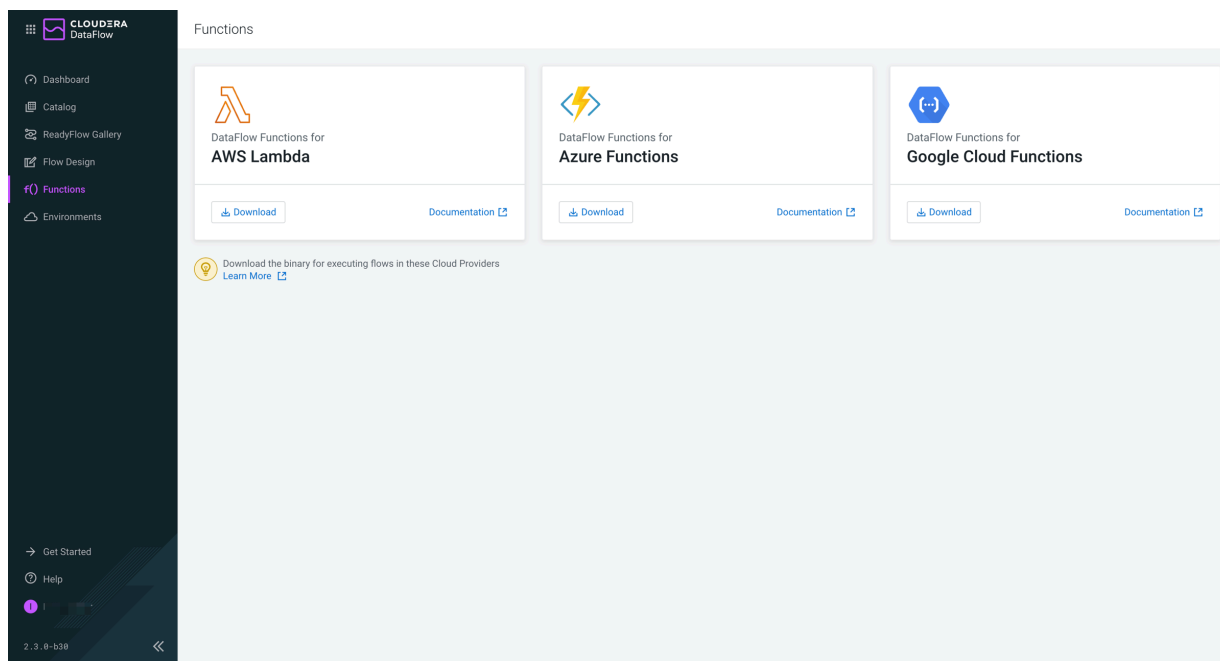 CLOUDERA
DataFlow
Functions
Dashboard
Catalog
ReadyFlow Gallery
Flow Design
f() Functions
Environments
DataFlow Functions for
AWS Lambda
Download
Documentation
DataFlow Functions for
Azure Functions
Download
Documentation
DataFlow Functions for
Google Cloud Functions
Download
Documentation
Download the binary for executing flows in these Cloud Providers
Learn More
Get Started
Help
2.3.0-b30